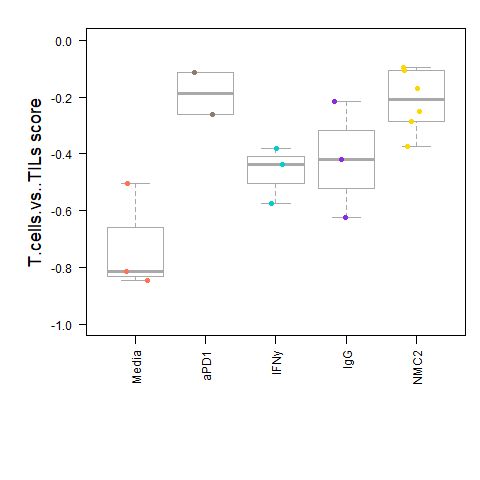 T.cells.vs..TILs score
0.0
-0.2
-0.4
-0.6
-0.8
-1.0
Media
aPD1
IFNy
IgG
NMC2